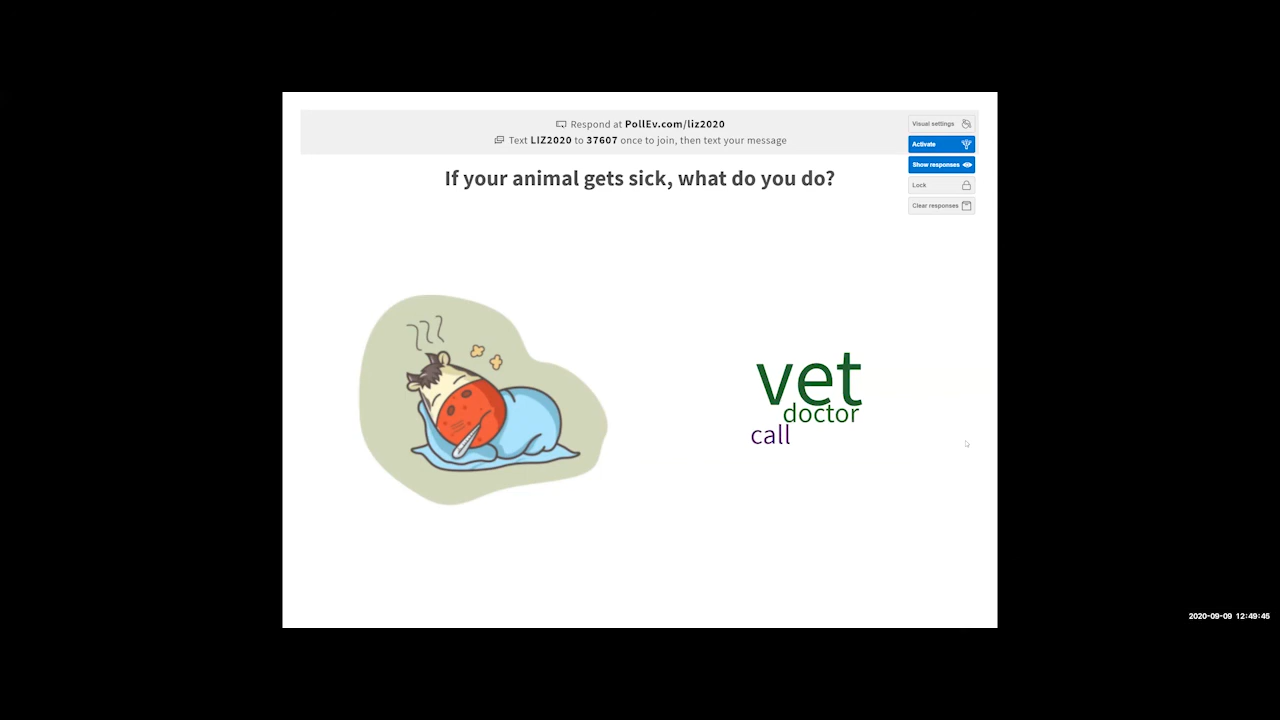 Respond at PollEv.com/liz2020
Text LIZ2020 to 37607 once to join, then text your message
Visual settings
Activate
Show responses
Lock
Clear responses
If your animal gets sick, what do you do?
vet
doctor
call
2020-09-09 12:49:45